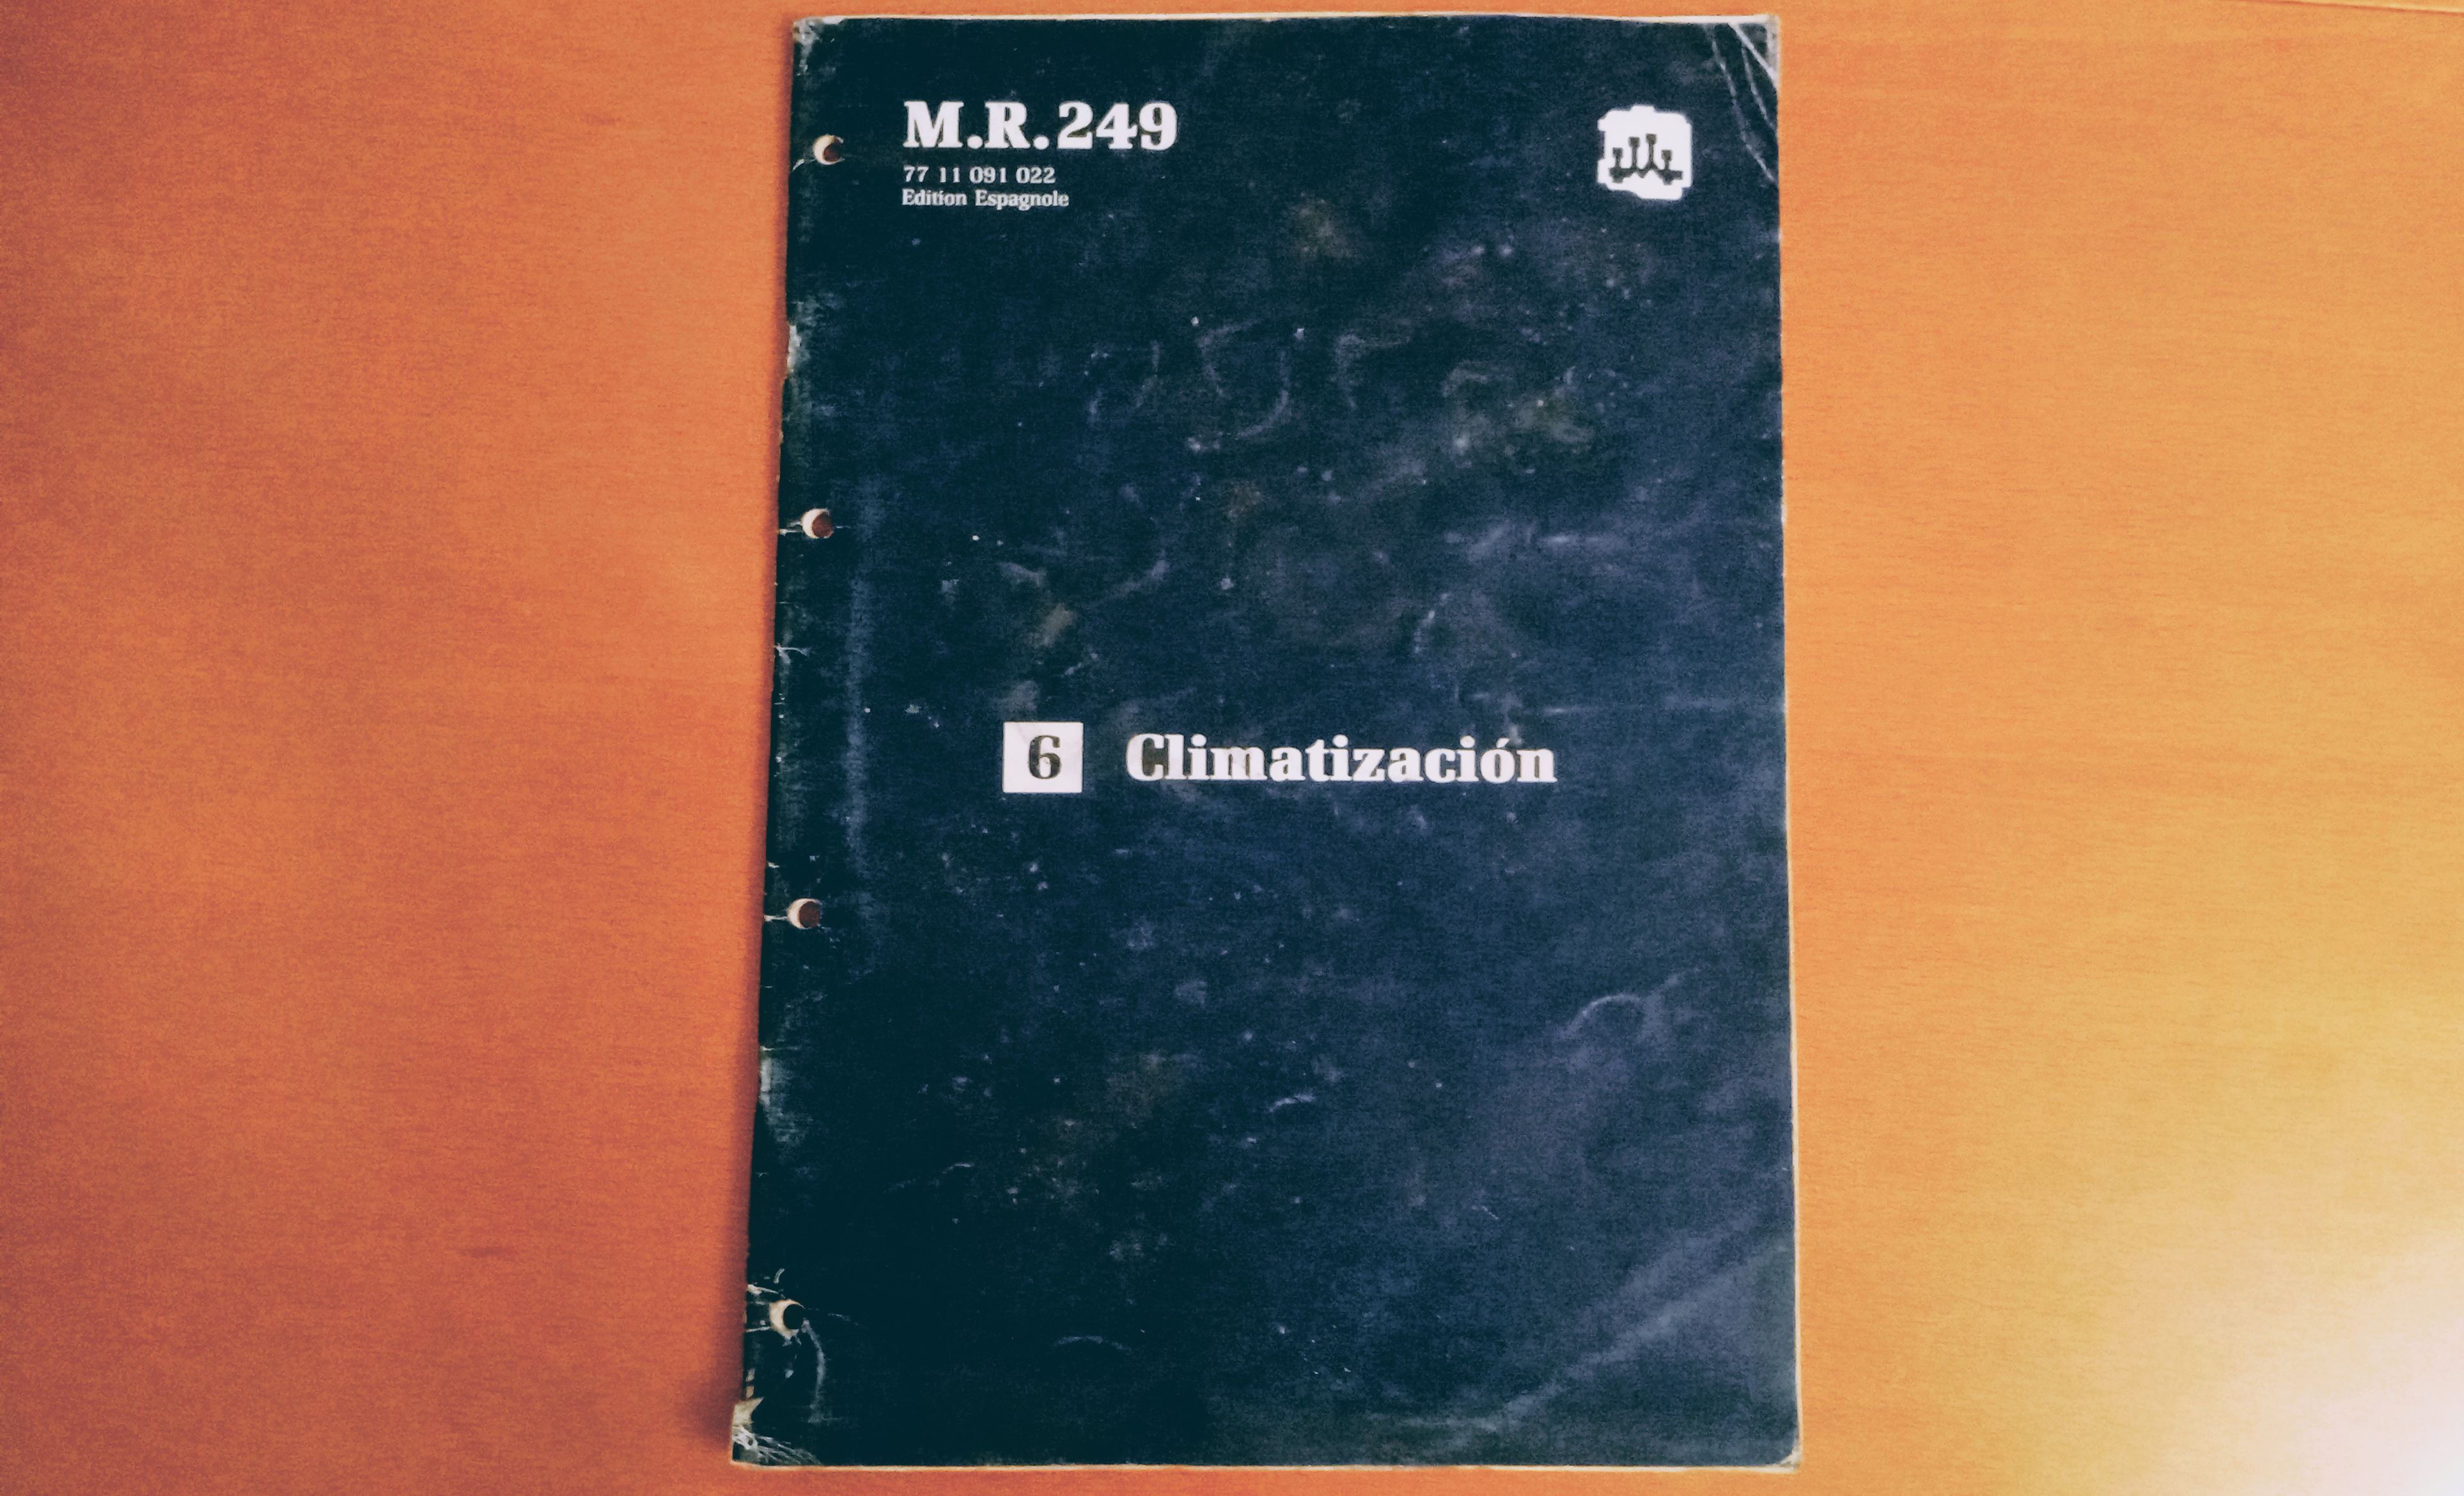 M.R.249
77 11 091 022
Edition Espagnole
6 Climatización